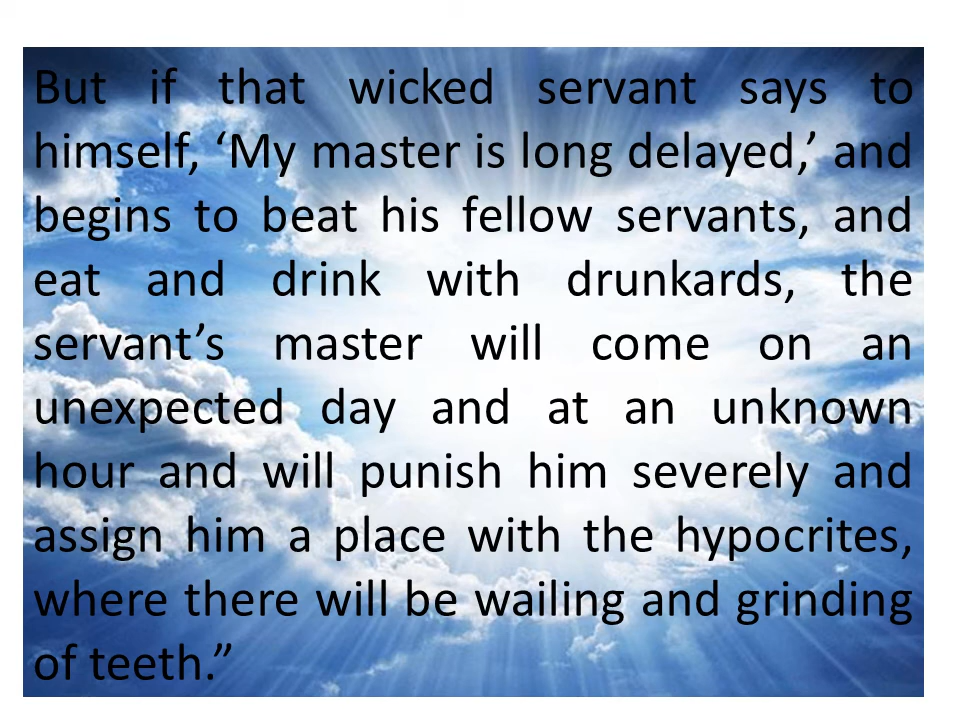 But if that wicked servant says to
himself, ‘My master is long delayed,’ and
begins to beat his fellow servants, and
eat and drink with drunkards, the
servant’s master will come on an
unexpected day and at an unknown
hour and will punish him severely and
assign him a place with the hypocrites,
where there will be wailing and grinding
of teeth.”